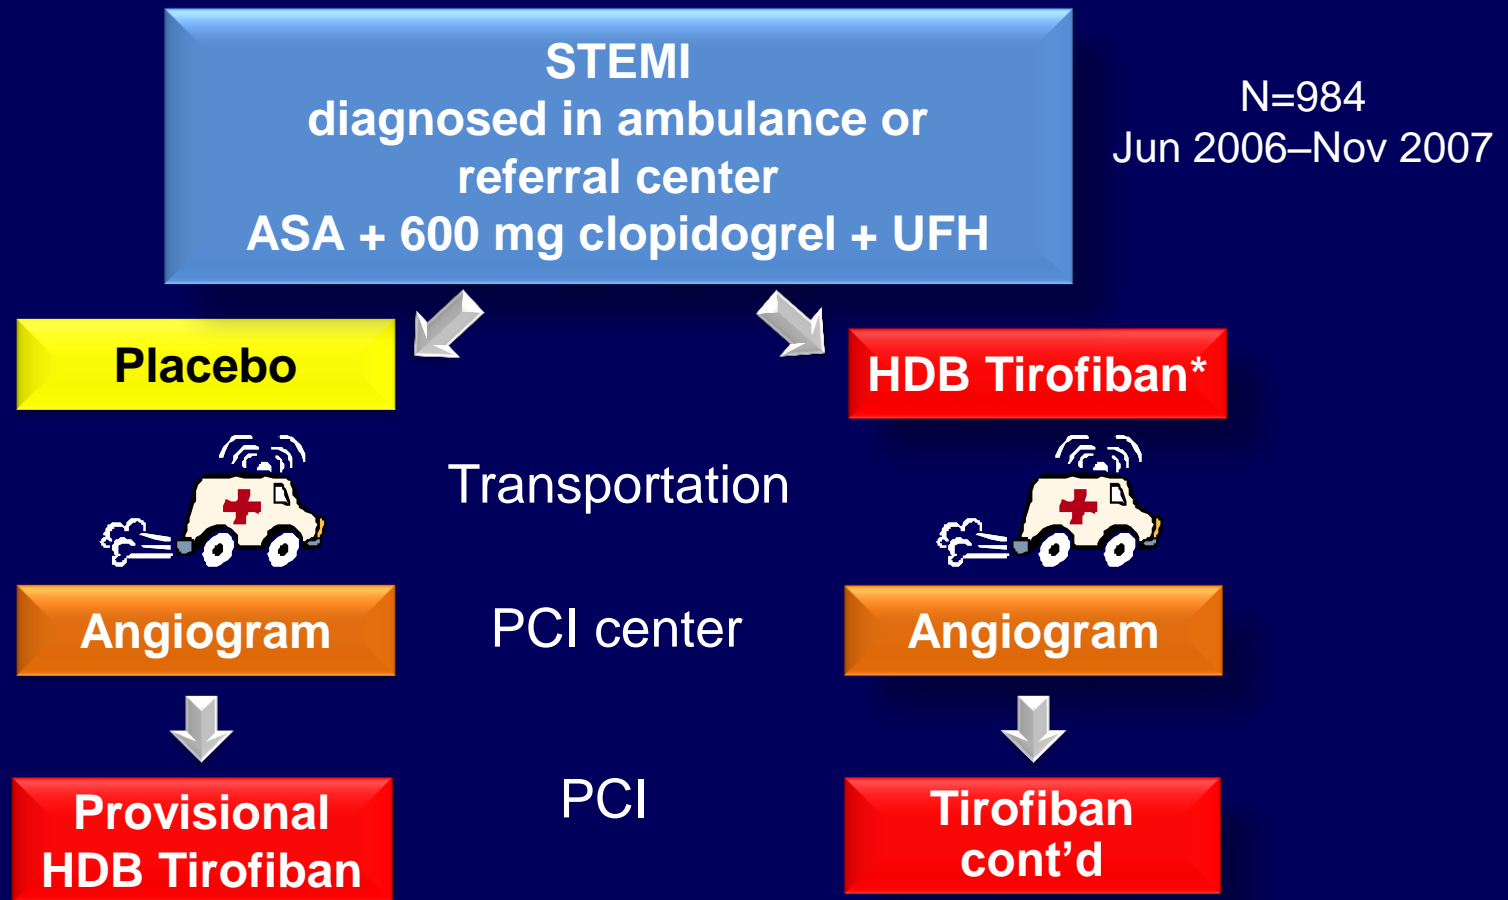 STEMI
diagnosed in ambulance or
referral center
ASA + 600 mg clopidogrel + UFH
N=984
Jun 2006–Nov 2007
Placebo
HDB Tirofiban*
Transportation
Angiogram
PCI center
Angiogram
Provisional
HDB Tirofiban
PCI
Tirofiban
cont’d